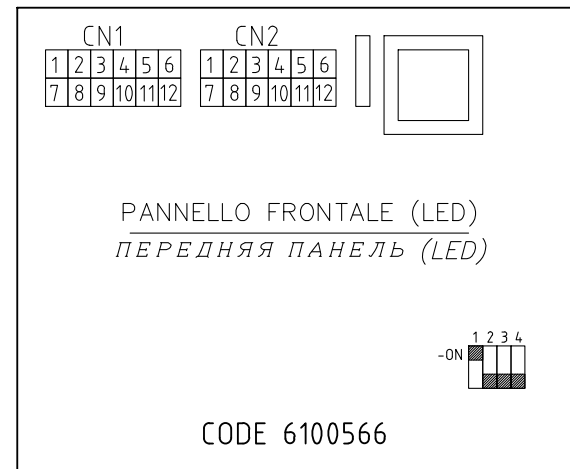 CN1 CN2
1 2 3 4 5 6 1 2 3 4 5 6
7 8 9 10 11 12 7 8 9 10 11 12
PANNELLO FRONTALE (LED)
ПЕРЕДНЯЯ ПАНЕЛЬ (LED)
1 2 3 4
-ON
CODE 6100566